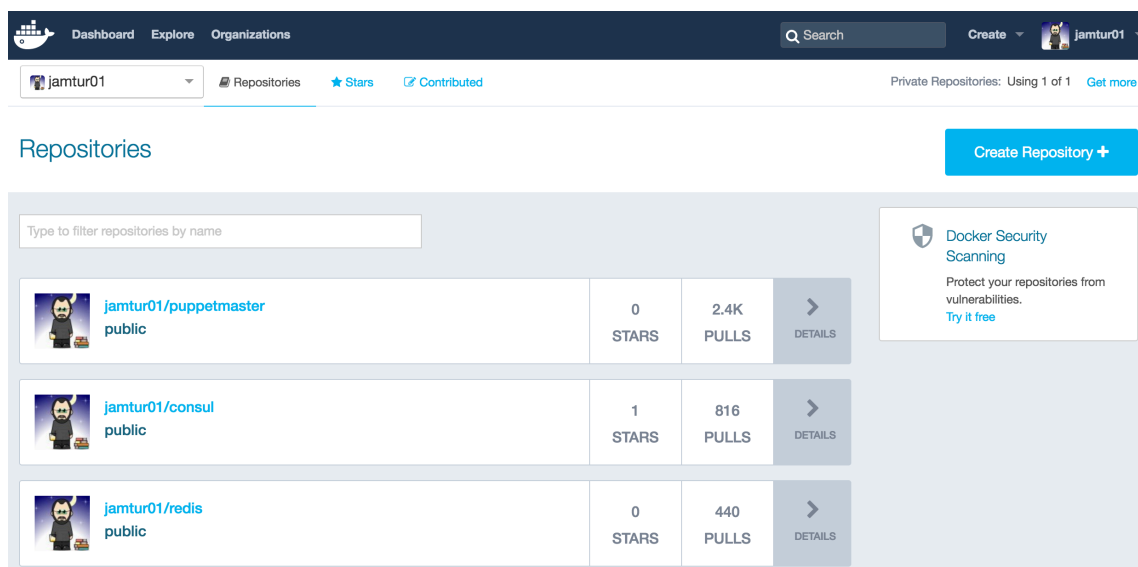 Dashboard Explore Organizations Search Create jamtur01
jamtur01 Repositories Stars Contributed Private Repositories: Using 1 of 1 Get more
Repositories
Create Repository
Type to filter repositories by name
jamtur01/puppetmaster
public
0
STARS
2.4K
PULLS
DETAILS
jamtur01/consul
public
1
STARS
816
PULLS
DETAILS
jamtur01/redis
public
0
STARS
440
PULLS
DETAILS
Docker Security
Scanning
Protect your repositories from
vulnerabilities.
Try it free